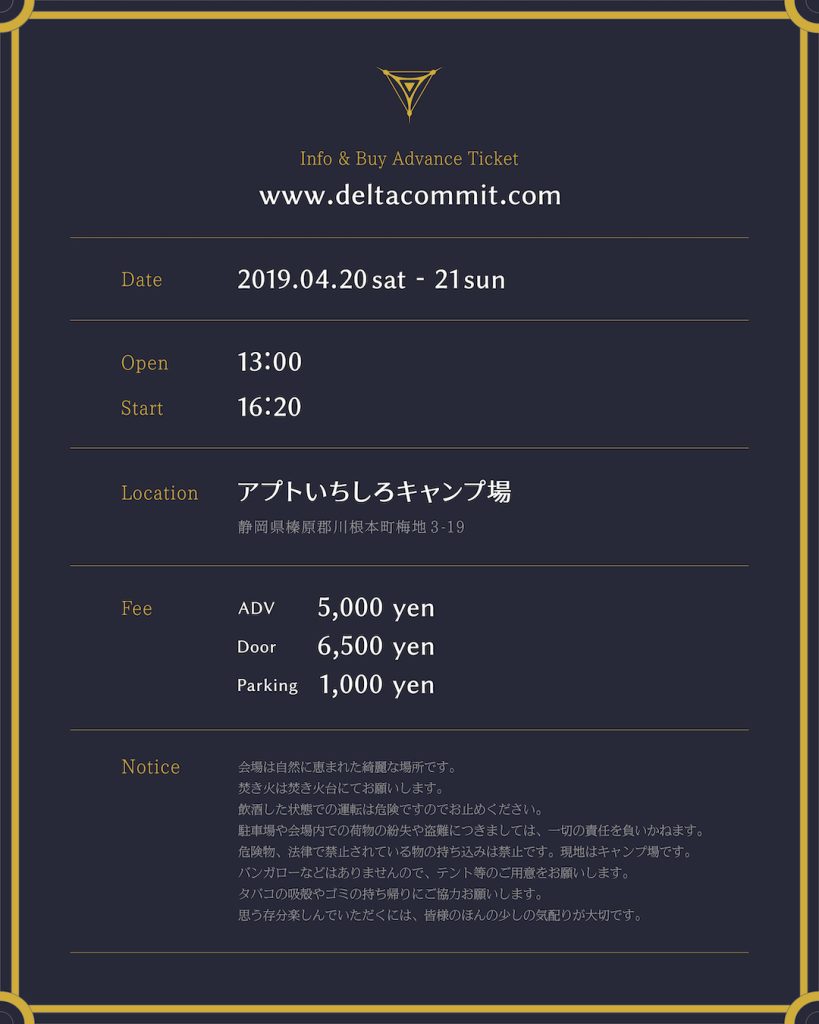 Info & Buy Advance Ticket
www.deltacommit.com
Date 2019.04.20 sat - 21 sun
Open 13:00
Start 16:20
Location アプトいちしろキャンプ場
静岡県榛原郡川根本町梅地3-19
Fee ADV 5,000 yen
Door 6,500 yen
Parking 1,000 yen
Notice 会場は自然に恵まれた綺麗な場所です。
焚き火は焚き火台にてお願いします。
飲酒した状態での運転は危険ですのでお止めください。
駐車場や会場内での荷物の紛失や盗難につきましては、一切の責任を負いかねます。
危険物、法律で禁止されている物の持ち込みは禁止です。現地はキャンプ場です。
バンガローなどはありませんので、テント等のご用意をお願いします。
タバコの吸殻やゴミの持ち帰りにご協力お願いします。
思う存分楽しんでいただくには、皆様のほんの少しの気配りが大切です。